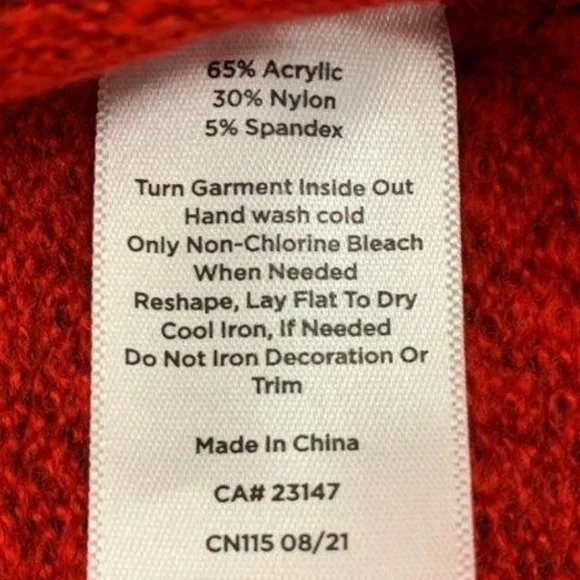 65% Acrylic
30% Nylon
5% Spandex
Turn Garment Inside Out
Hand wash cold
Only Non-Chlorine Bleach
When Needed
Reshape, Lay Flat To Dry
Cool Iron, If Needed
Do Not Iron Decoration Or
Trim
Made In China
CA# 23147
CN115 08/21